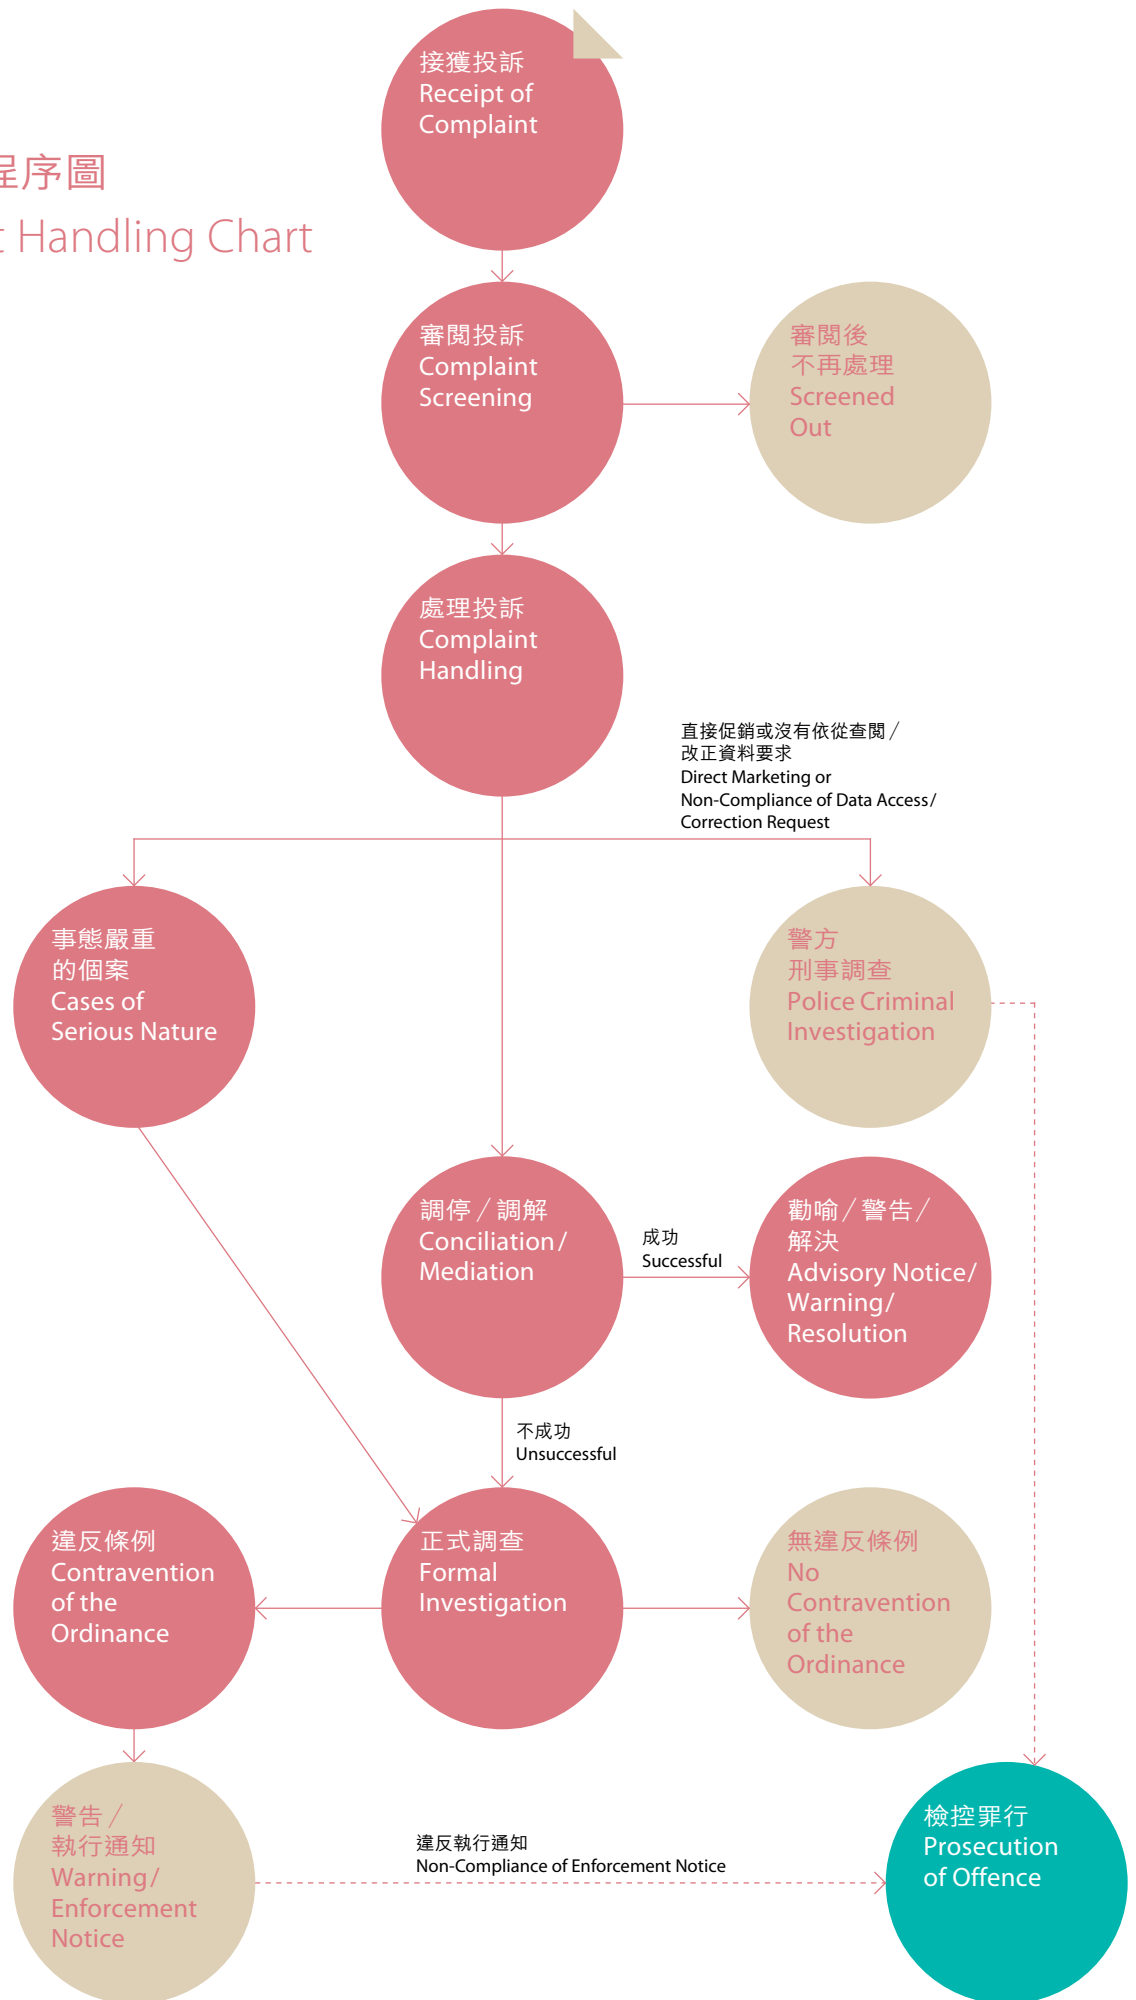 接獲投訴
Receipt of
Complaint
程序圖
t Handling Chart
審閱投訴
Complaint
Screening
審閱後
不再處理
Screened
Out
處理投訴
Complaint
Handling
直接促銷或沒有依從查閱/
改正資料要求
Direct Marketing or
Non-Compliance of Data Access/
Correction Request
事態嚴重
的個案
Cases of
Serious Nature
警方
刑事調查
Police Criminal
Investigation
調停/調解
Conciliation/
Mediation
成功
Successful
勸喻/警告/
解決
Advisory Notice/
Warning/
Resolution
不成功
Unsuccessful
違反條例
Contravention
of the
Ordinance
正式調查
Formal
Investigation
無違反條例
No
Contravention
of the
Ordinance
警告/
執行通知
Warning/
Enforcement
Notice
違反執行通知
Non-Compliance of Enforcement Notice
檢控罪行
Prosecution
of Offence